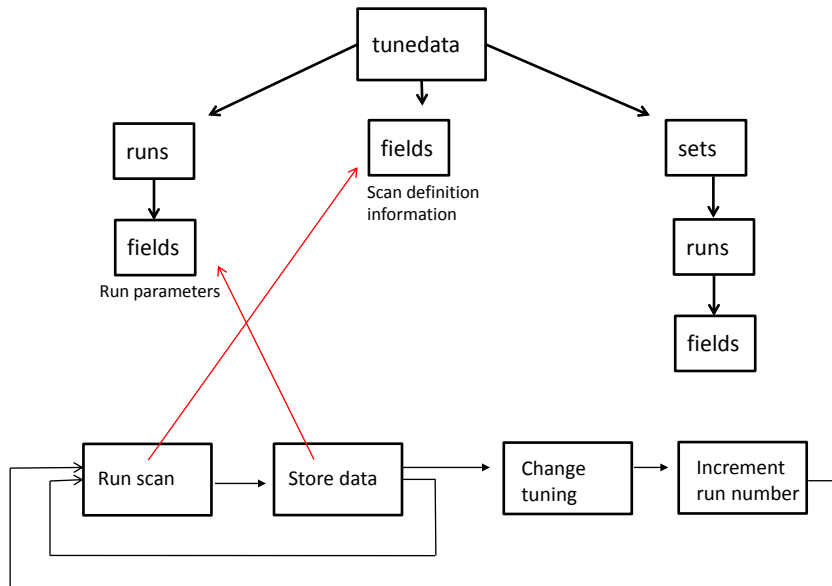 tunedata
runs
fields
sets
Scan definition
information
fields
runs
Run parameters
fields
Run scan
Store data
Change
tuning
Increment
run number